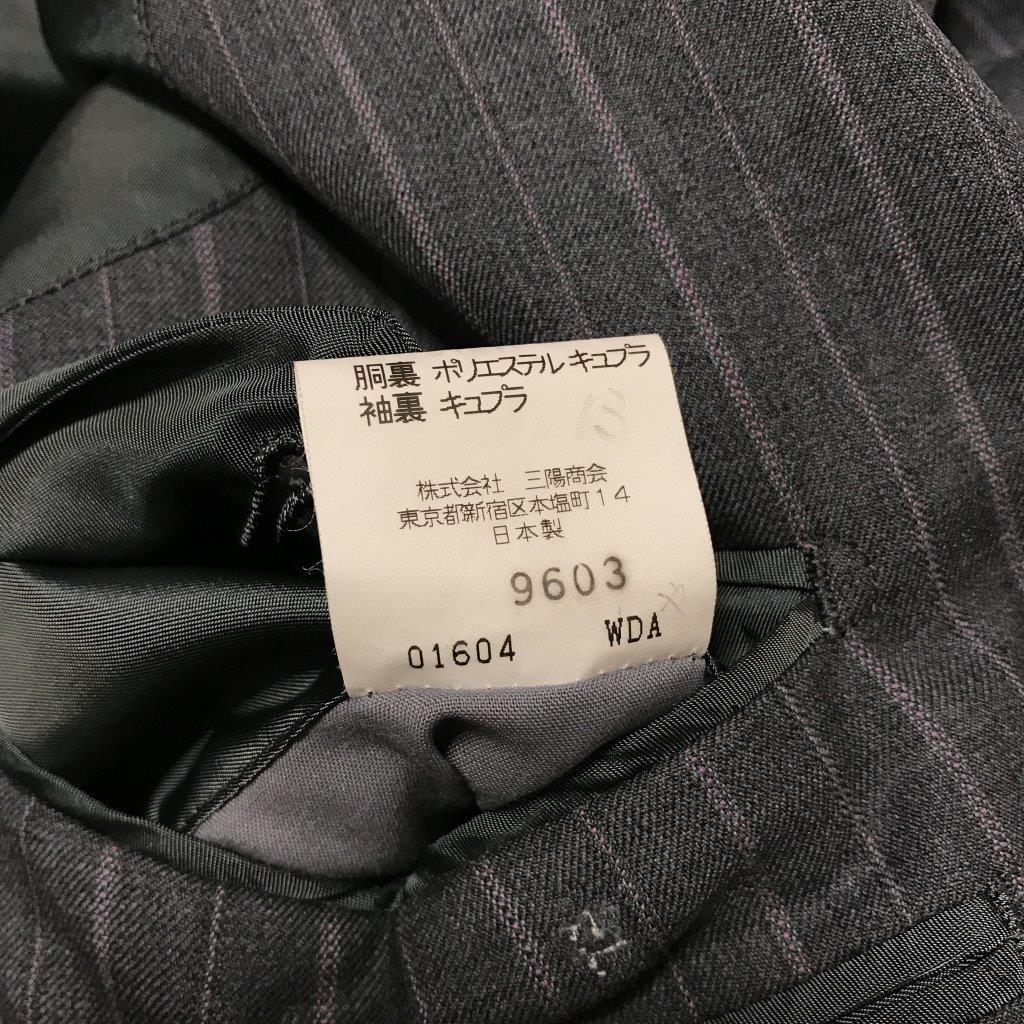 胴裏 ポリエステル キュプラ
袖裏 キュプラ
株式会社 三陽商会
東京都新宿区本塩町14
日本製
9603
01604 WDA